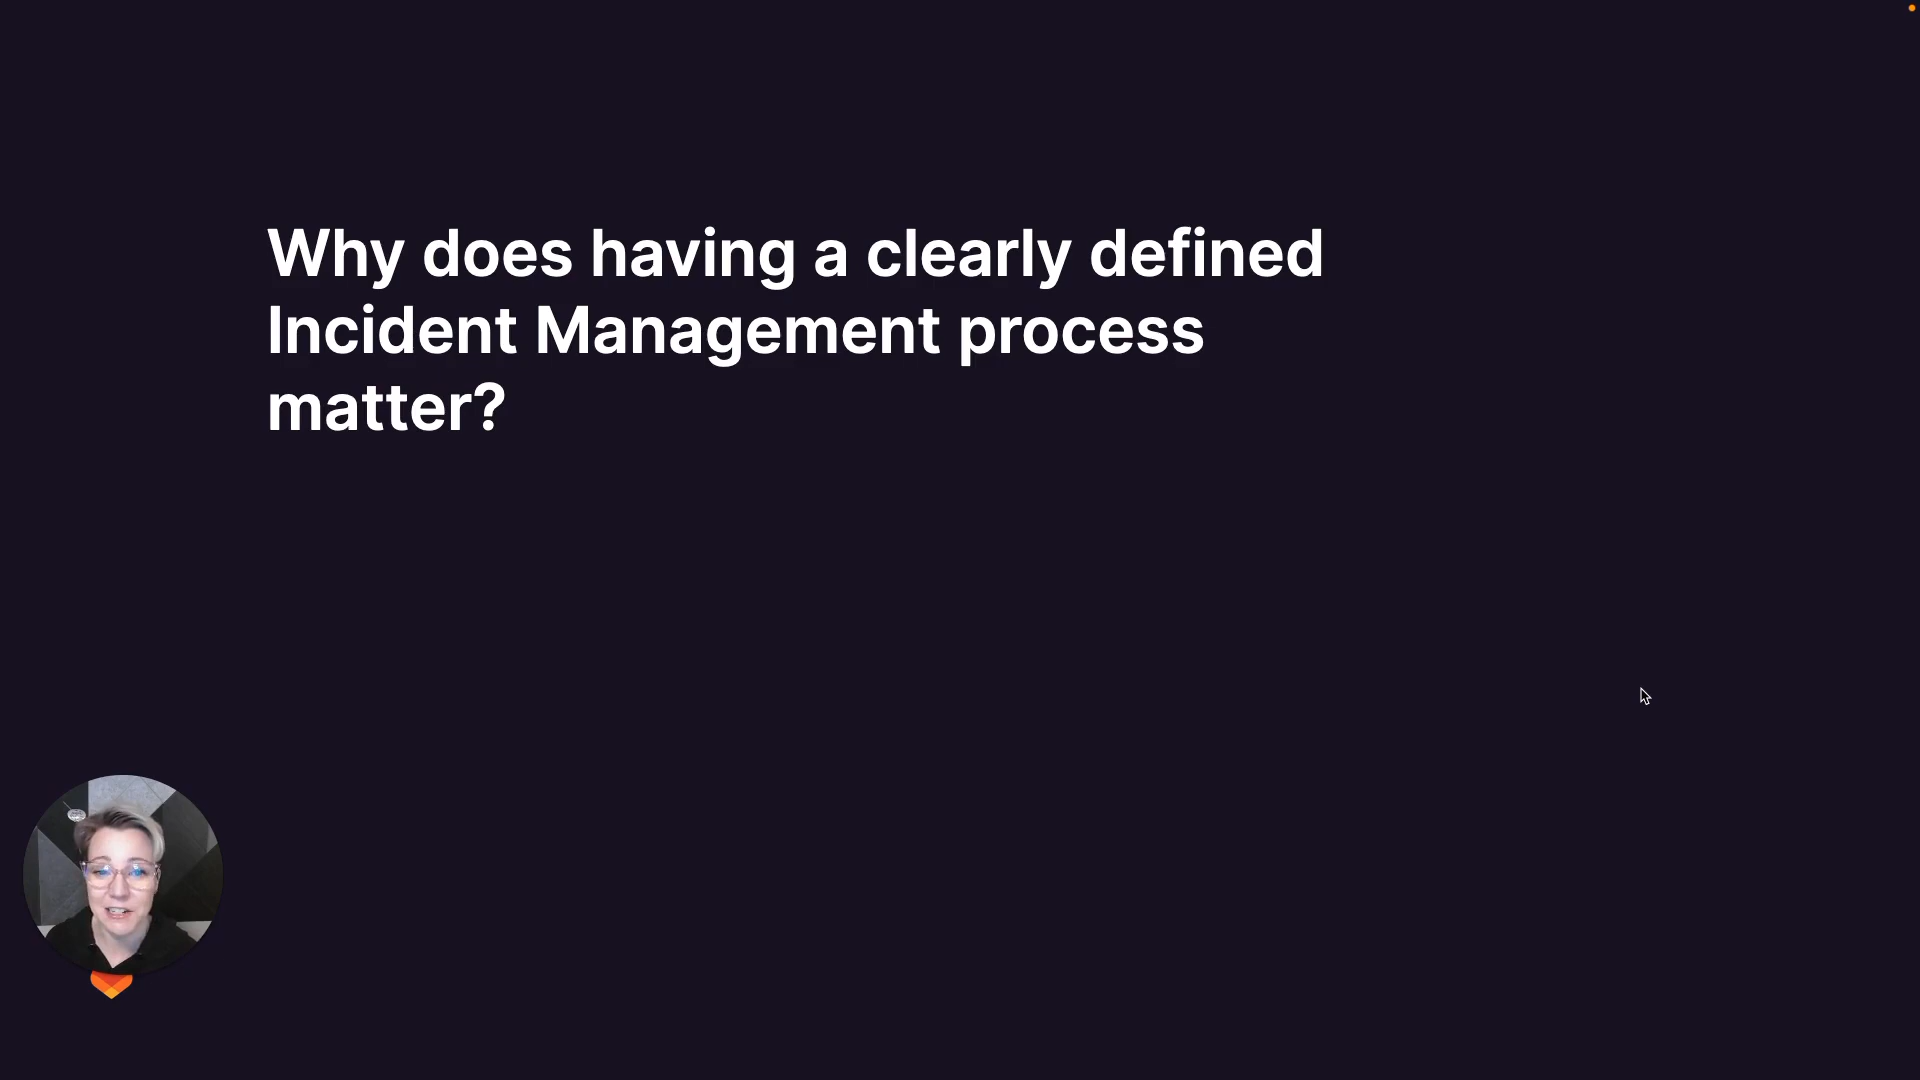 Why does having a clearly defined
Incident Management process
matter?